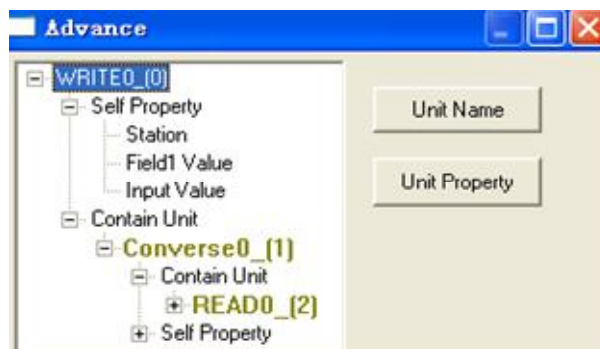 Advance
WRITE0_(0)
Self Property
Station
Field1 Value
Input Value
Contain Unit
Converse0_(1)
Contain Unit
READ0_(2)
Self Property
Unit Name
Unit Property